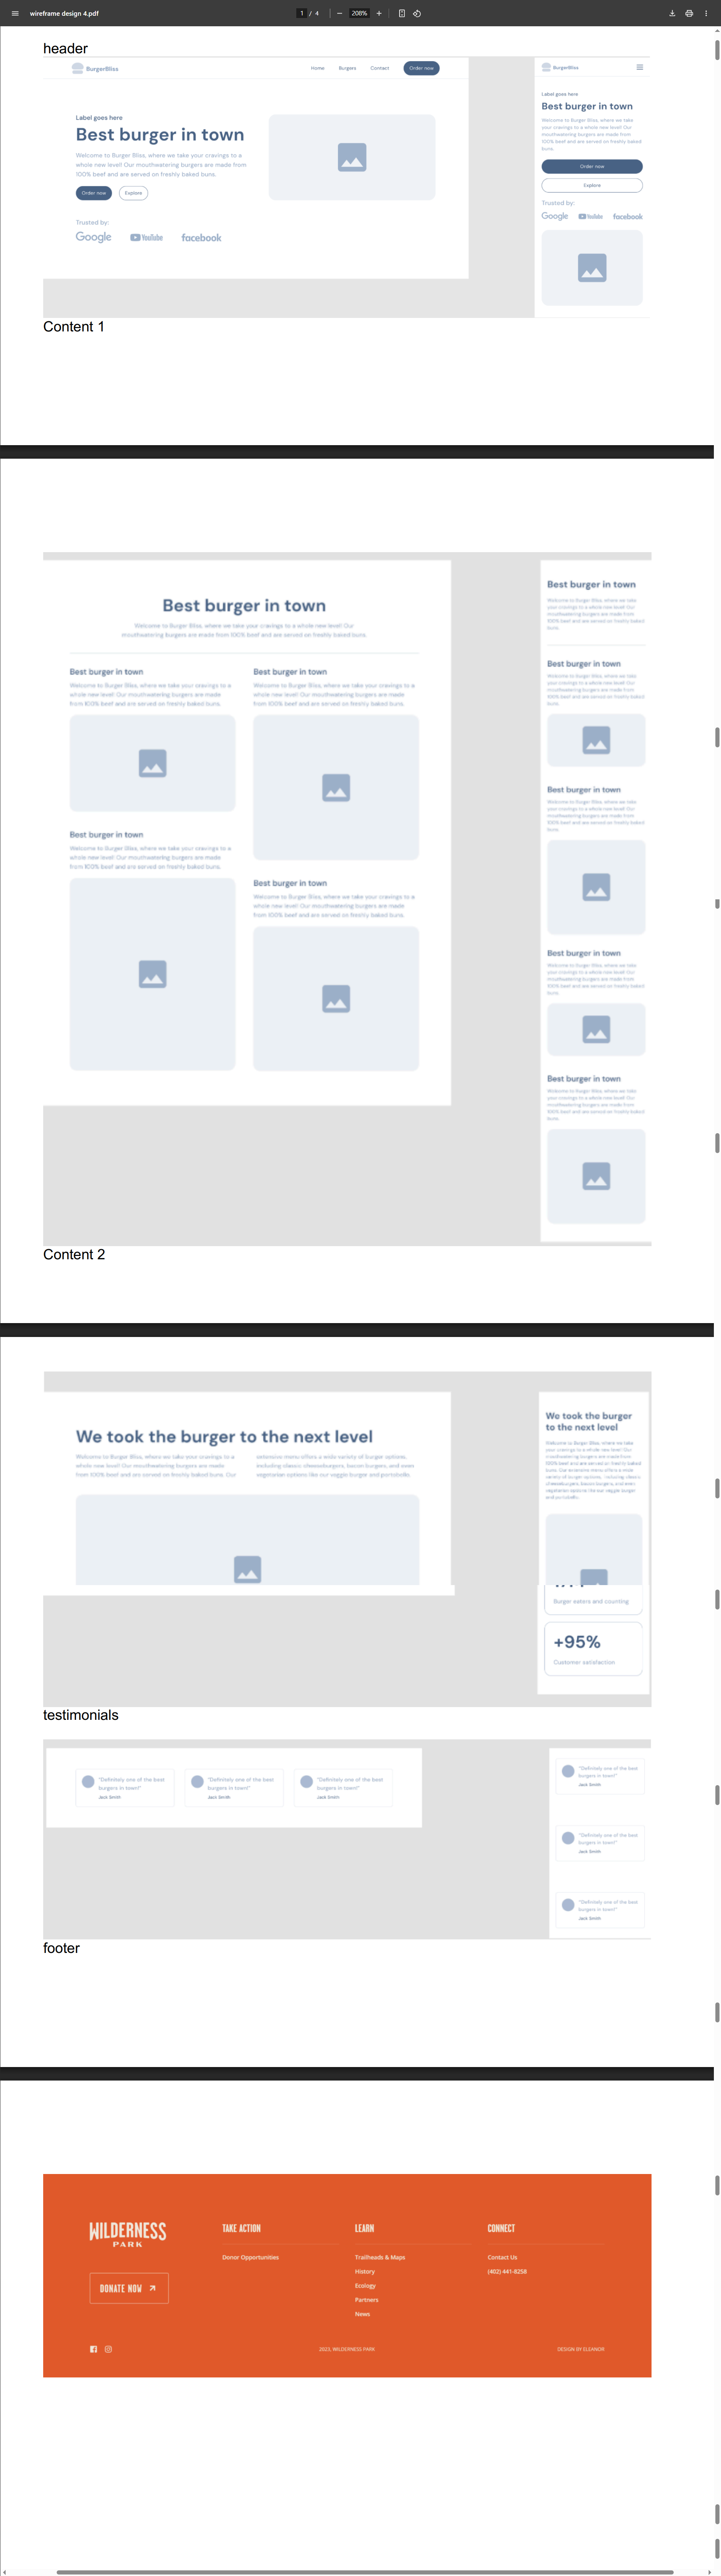 wireframe design 4.pdf
1 / 4
208%
header
BurgerBliss
Home
Burgers
Contact
Order now
Label goes here
Best burger in town
Welcome to Burger Bliss, where we take your cravings to a
whole new level! Our mouthwatering burgers are made from
100% beef and are served on freshly baked buns.
Order now
Explore
Trusted by:
Google
YouTube
facebook
BurgerBliss
Label goes here
Best burger in town
Welcome to Burger Bliss, where we take
your cravings to a whole new level! Our
mouthwatering burgers are made from
100% beef and are served on freshly baked
buns.
Order now
Explore
Trusted by:
Google
YouTube
facebook
Content 1
Best burger in town
Welcome to Burger Bliss, where we take your cravings to a whole new level! Our
mouthwatering burgers are made from 100% beef and are served on freshly baked buns.
Best burger in town
Welcome to Burger Bliss, where we take your cravings to a
whole new level! Our mouthwatering burgers are made
from 100% beef and are served on freshly baked buns.
Best burger in town
Welcome to Burger Bliss, where we take your cravings to a
whole new level! Our mouthwatering burgers are made
from 100% beef and are served on freshly baked buns.
Best burger in town
Welcome to Burger Bliss, where we take your cravings to a
whole new level! Our mouthwatering burgers are made
from 100% beef and are served on freshly baked buns.
Best burger in town
Welcome to Burger Bliss, where we take your cravings to a
whole new level! Our mouthwatering burgers are made
from 100% beef and are served on freshly baked buns.
Best burger in town
Welcome to Burger Bliss, where we take
your cravings to a whole new level! Our
mouthwatering burgers are made from
100% beef and are served on freshly baked
buns.
Best burger in town
Welcome to Burger Bliss, where we take
your cravings to a whole new level! Our
mouthwatering burgers are made from
100% beef and are served on freshly baked
buns.
Best burger in town
Welcome to Burger Bliss, where we take
your cravings to a whole new level! Our
mouthwatering burgers are made from
100% beef and are served on freshly baked
buns.
Best burger in town
Welcome to Burger Bliss, where we take
your cravings to a whole new level! Our
mouthwatering burgers are made from
100% beef and are served on freshly baked
buns.
Best burger in town
Welcome to Burger Bliss, where we take
your cravings to a whole new level! Our
mouthwatering burgers are made from
100% beef and are served on freshly baked
buns.
Content 2
We took the burger to the next level
Welcome to Burger Bliss, where we take your cravings to a
whole new level! Our mouthwatering burgers are made
from 100% beef and are served on freshly baked buns. Our
extensive menu offers a wide variety of burger options,
including classic cheeseburgers, bacon burgers, and even
vegetarian options like our veggie burger and portobello.
We took the burger
to the next level
Welcome to Burger Bliss, where we take
your cravings to a whole new level! Our
mouthwatering burgers are made from
100% beef and are served on freshly baked
buns. Our extensive menu offers a wide
variety of burger options, including classic
cheeseburgers, bacon burgers, and even
vegetarian options like our veggie burger
and portobello.
Burger eaters and counting
+95%
Customer satisfaction
testimonials
"Definitely one of the best
burgers in town!"
Jack Smith
"Definitely one of the best
burgers in town!"
Jack Smith
"Definitely one of the best
burgers in town!"
Jack Smith
"Definitely one of the best
burgers in town!"
Jack Smith
"Definitely one of the best
burgers in town!"
Jack Smith
"Definitely one of the best
burgers in town!"
Jack Smith
footer
WILDERNESS
PARK
DONATE NOW
TAKE ACTION
Donor Opportunities
LEARN
Trailheads & Maps
History
Ecology
Partners
News
CONNECT
Contact Us
(402) 441-8258
2023, WILDERNESS PARK
DESIGN BY ELEANOR